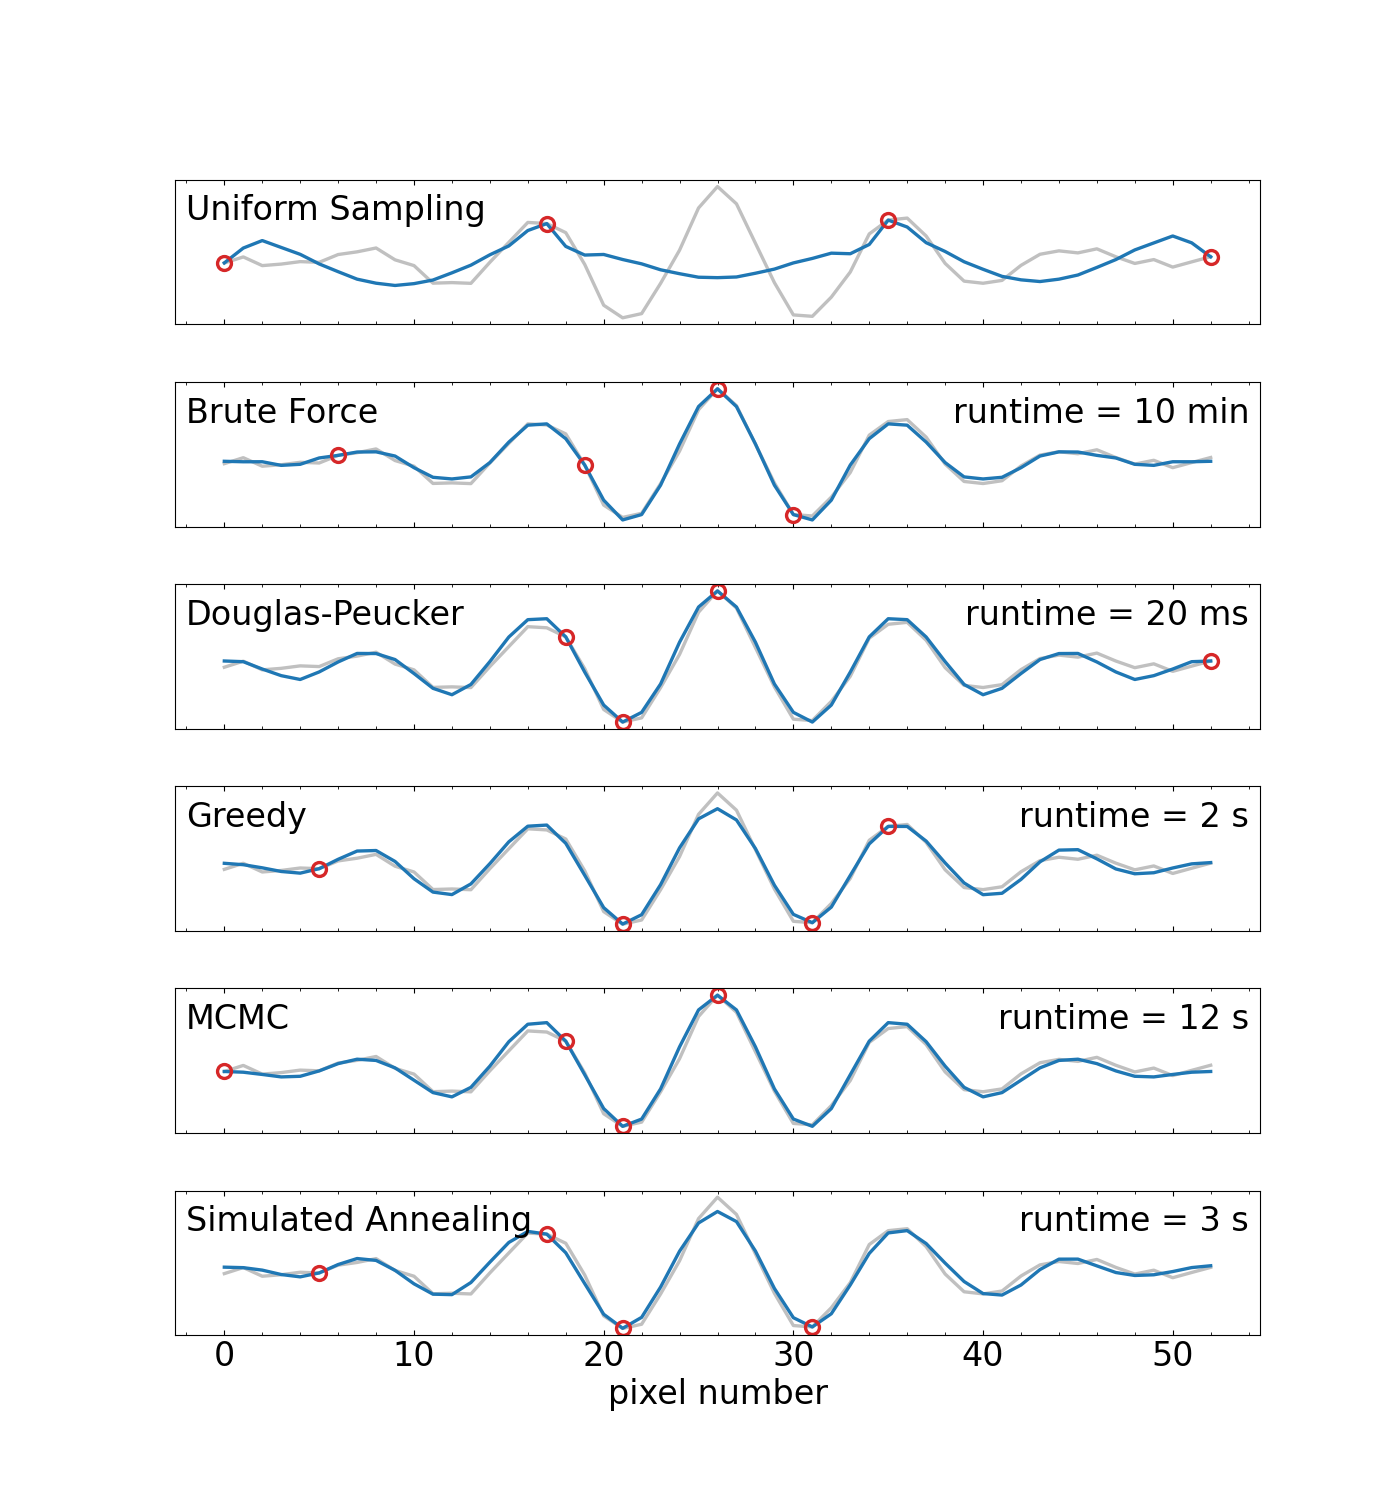 Uniform Sampling
Brute Force runtime = 10 min
Douglas-Peucker runtime = 20 ms
Greedy runtime = 2 s
MCMC runtime = 12 s
Simulated Annealing runtime = 3 s
0 10 20 30 40 50
pixel number